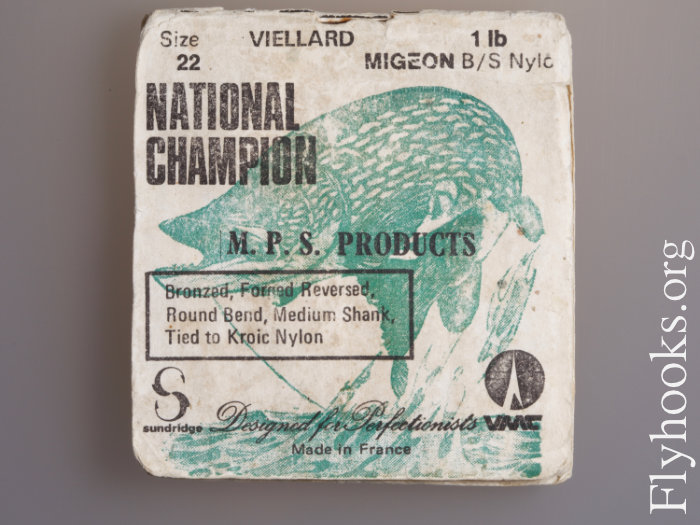 Size VIELLARD 1 lb
22 MIGEON B/S Nylo
NATIONAL
CHAMPION
M. P. S. PRODUCTS
Bronzed, Forged Reversed,
Round Bend, Medium Shank,
Tied to Kroic Nylon
S
sundridge
Designed for Perfectionists
VMC
Made in France
Flyhooks.org